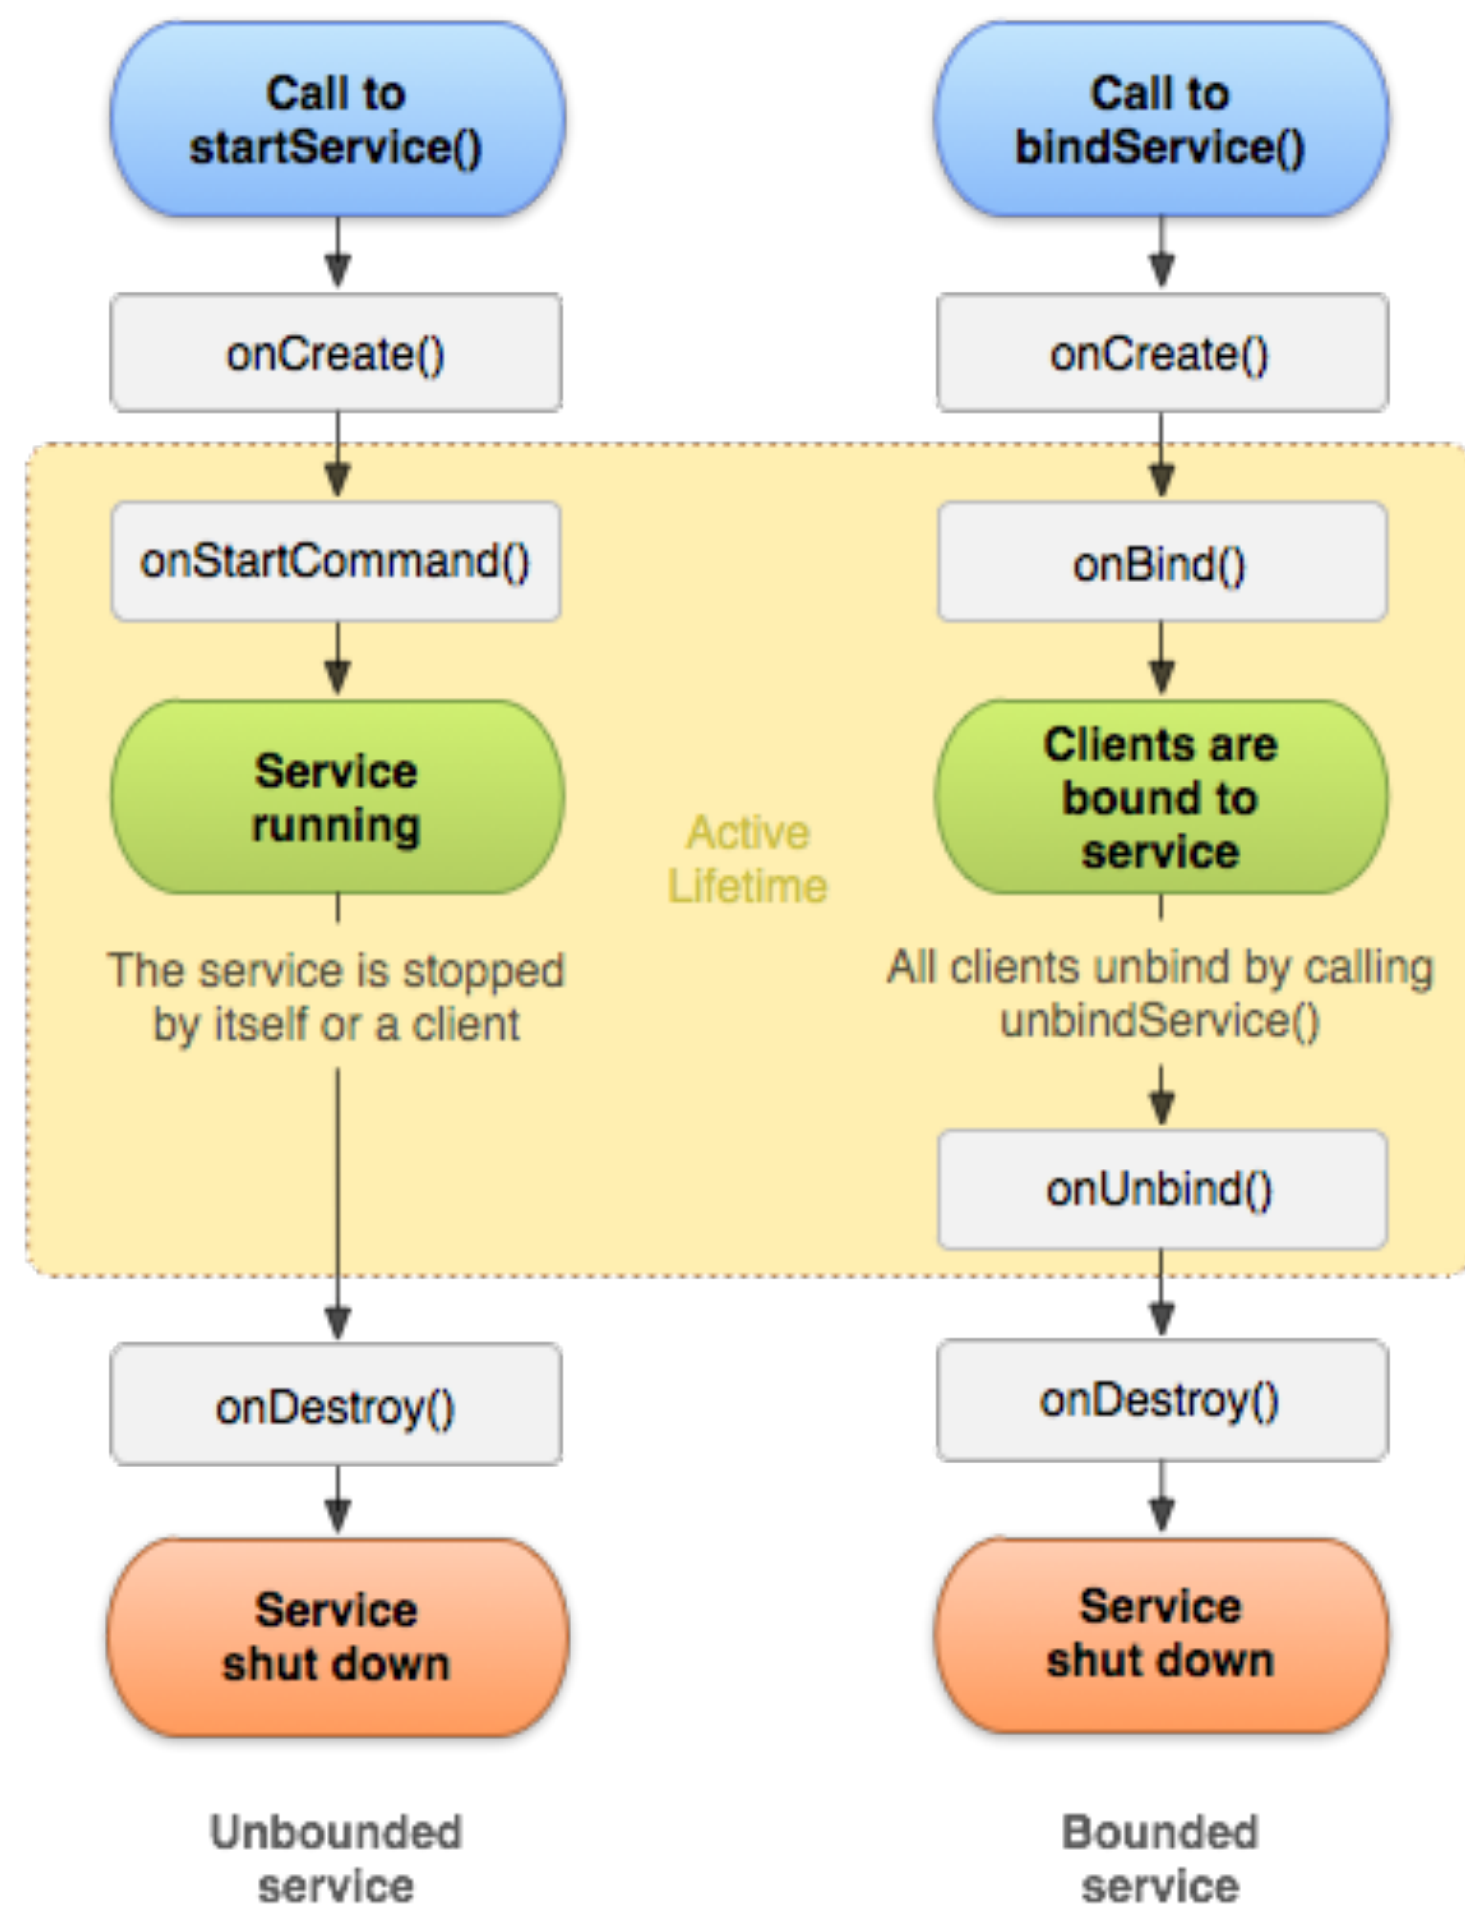 Call to
startService()
onCreate()
onStartCommand()
Service
running
The service is stopped
by itself or a client
onDestroy()
Service
shut down
Unbounded
service
Active
Lifetime
Call to
bindService()
onCreate()
onBind()
Clients are
bound to
service
All clients unbind by calling
unbindService()
onUnbind()
onDestroy()
Service
shut down
Bounded
service